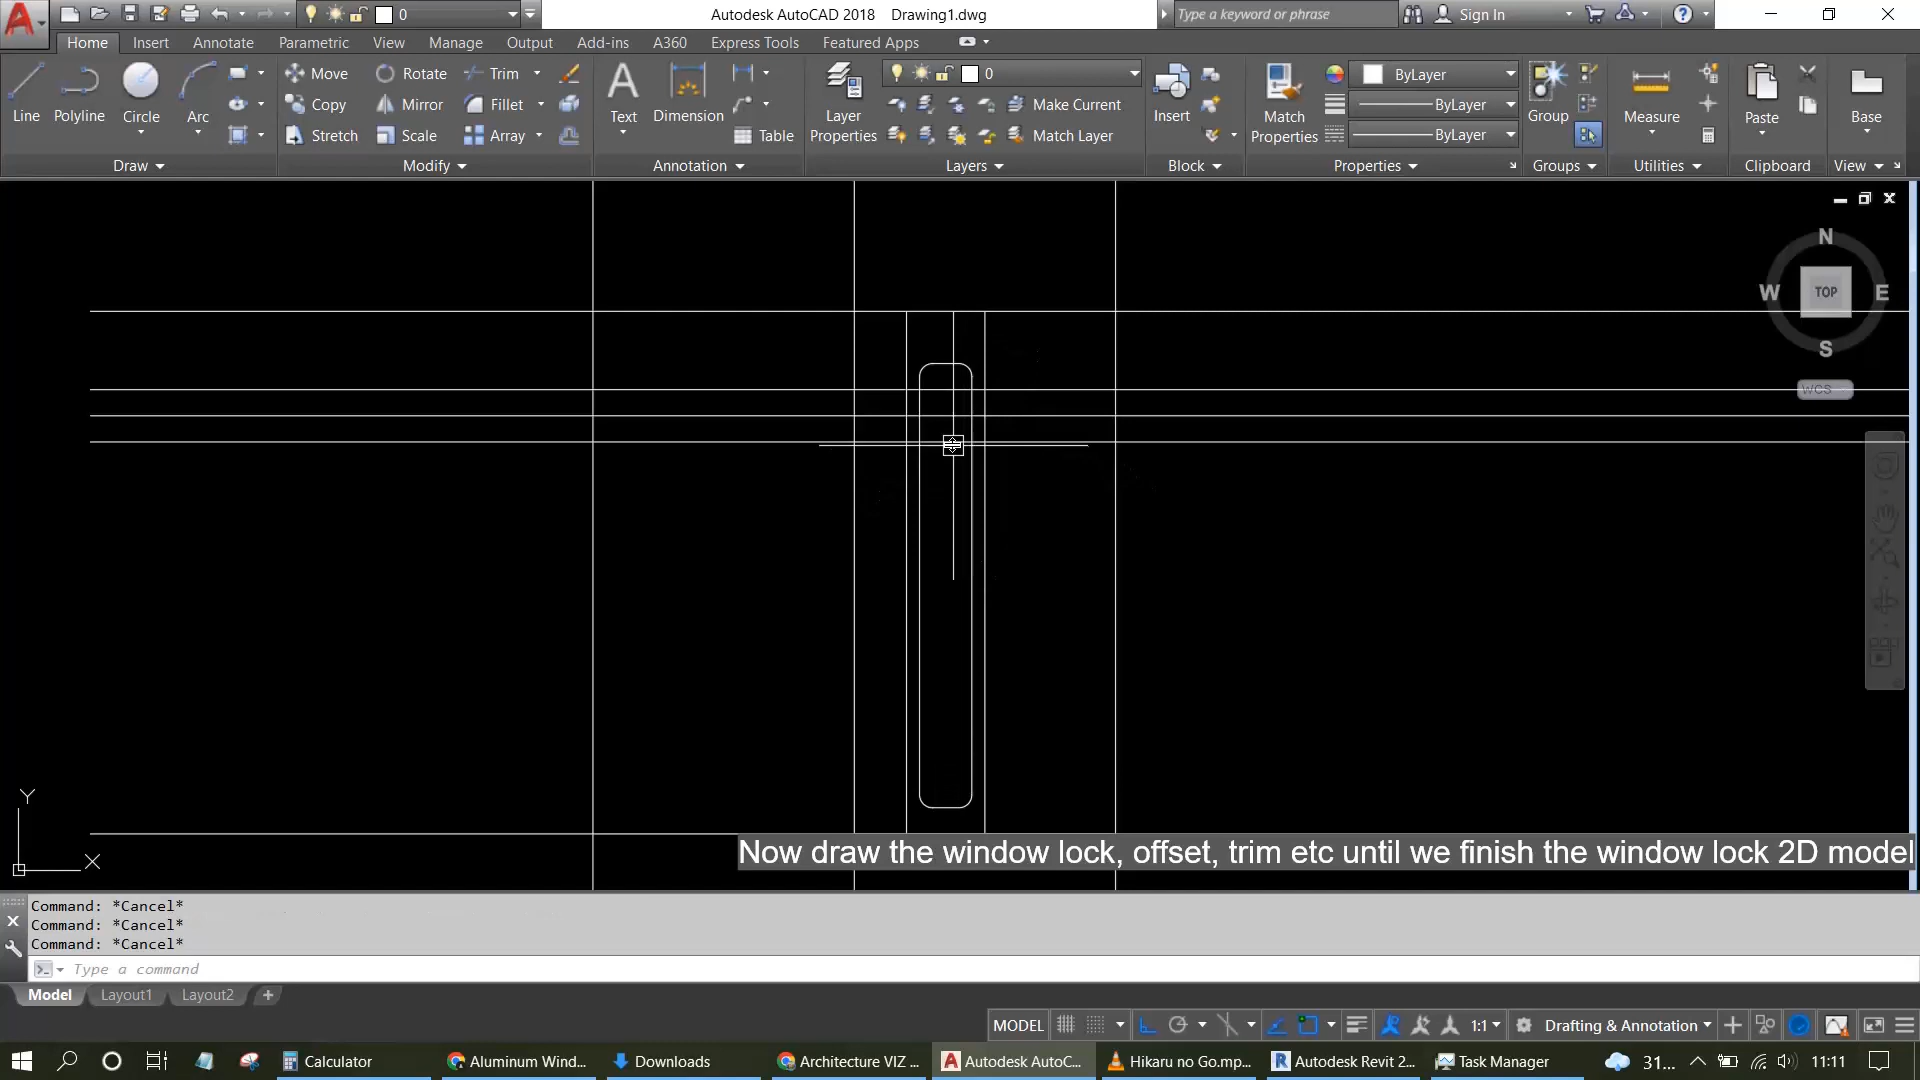 0
Autodesk AutoCAD 2018 Drawing1.dwg
Type a keyword or phrase
Sign In
Home Insert Annotate Parametric View Manage Output Add-ins A360 Express Tools Featured Apps
Line Polyline Circle Arc
Move Rotate Trim
Copy Mirror Fillet
Stretch Scale Array
Text Dimension Table
Layer Properties
0
Make Current
Match Layer
Insert
Match Properties
ByLayer
ByLayer
ByLayer
Group
Measure
Paste
Base
Draw Modify Annotation Layers Block Properties Groups Utilities Clipboard View
N
W TOP E
S
WCS
Y
X
Now draw the window lock, offset, trim etc until we finish the window lock 2D model
Command: *Cancel*
Command: *Cancel*
Command: *Cancel*
Type a command
Model Layout1 Layout2
MODEL 1:1 Drafting & Annotation
Calculator Aluminum Wind... Downloads Architecture VIZ ... Autodesk AutoC... Hikaru no Go.mp... Autodesk Revit 2... Task Manager 31... 11:11